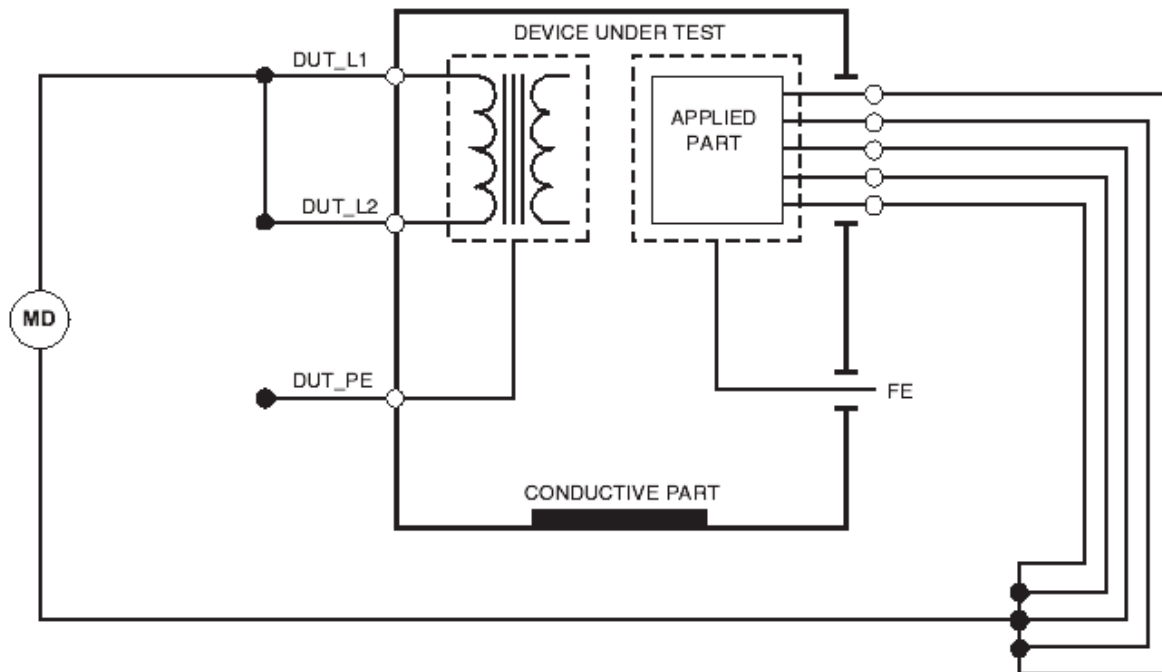 DEVICE UNDER TEST
DUT_L1
APPLIED
PART
DUT_L2
MD
DUT_PE
FE
CONDUCTIVE PART